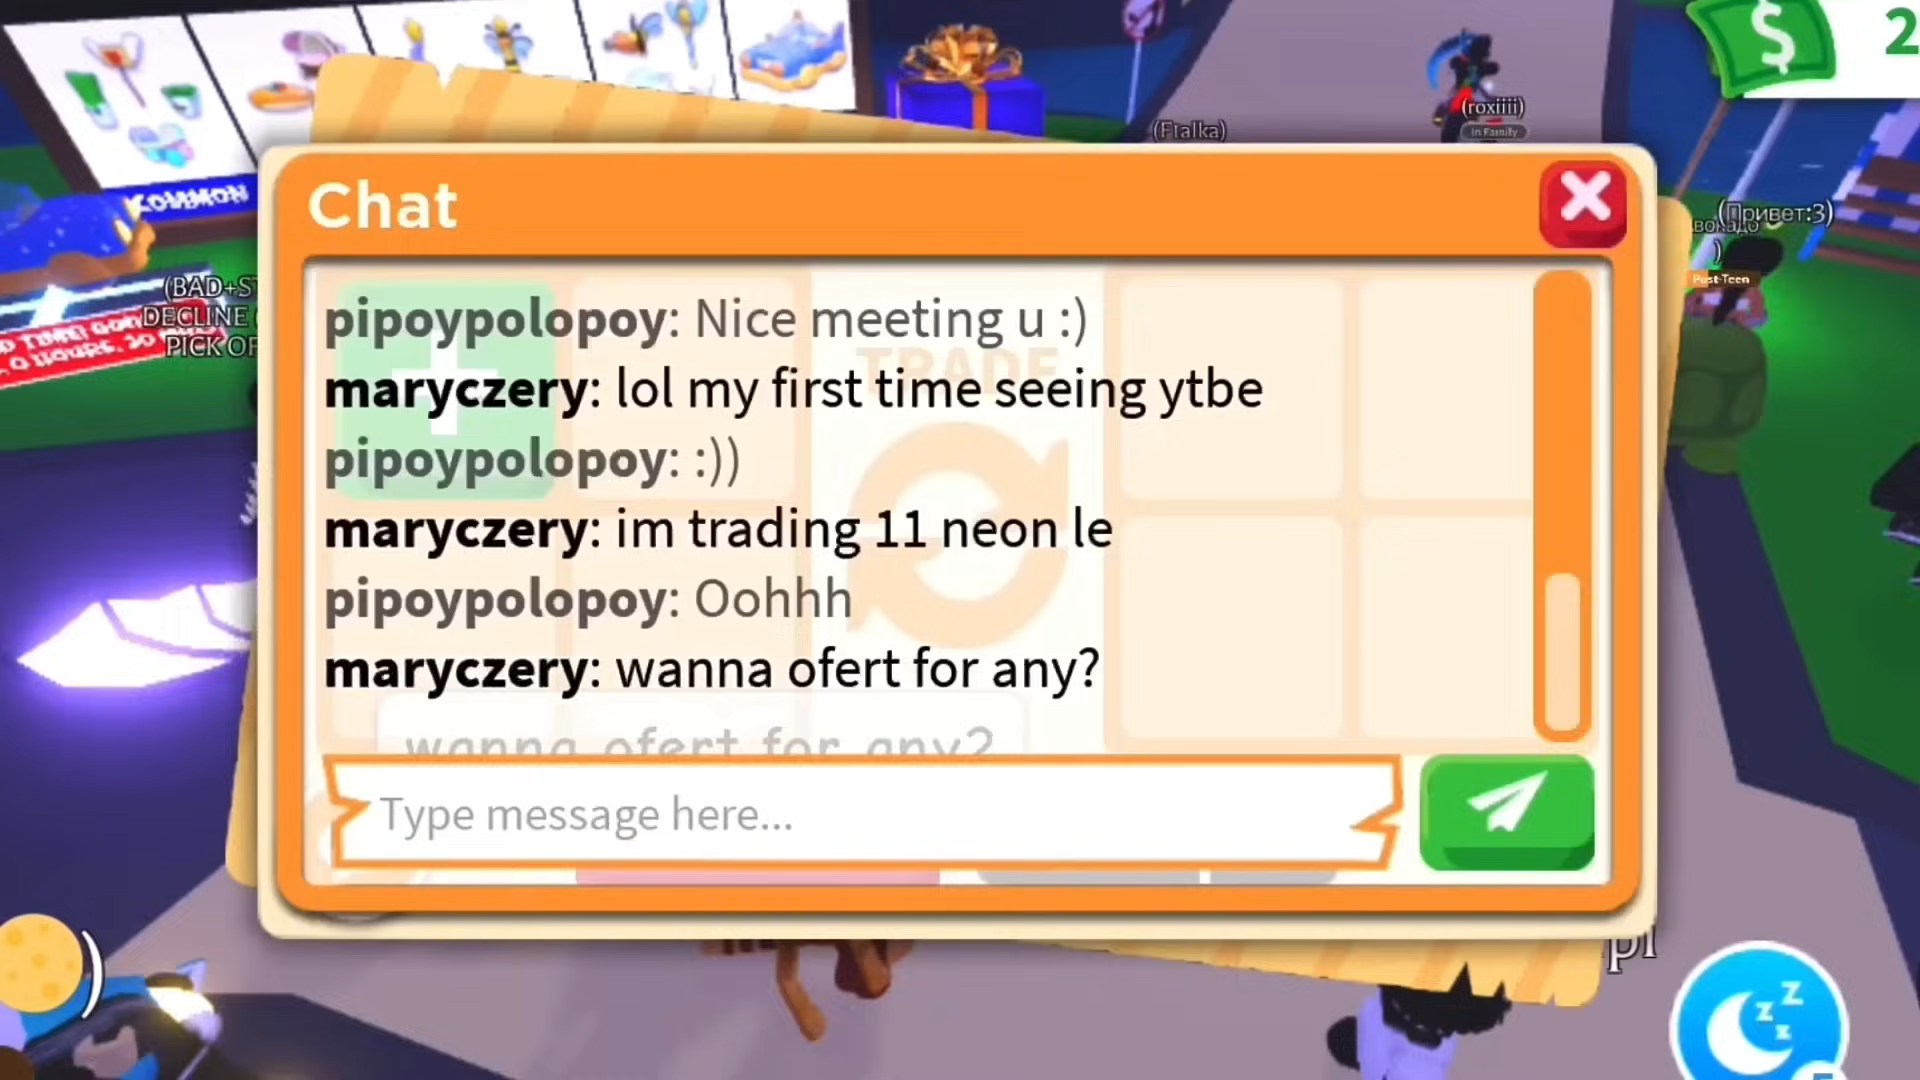 2
(roxiiii)
In Family
(Fialka)
COMMON
(Привет:3)
)
Post-Teen
(BAD+S
DECLINE
PICK OF
Chat
TRADE
pipoypolopoy: Nice meeting u :)
maryczery: lol my first time seeing ytbe
pipoypolopoy: :))
maryczery: im trading 11 neon le
pipoypolopoy: Oohhh
maryczery: wanna ofert for any?
wanna ofert for any?
Type message here...
pl
z z z